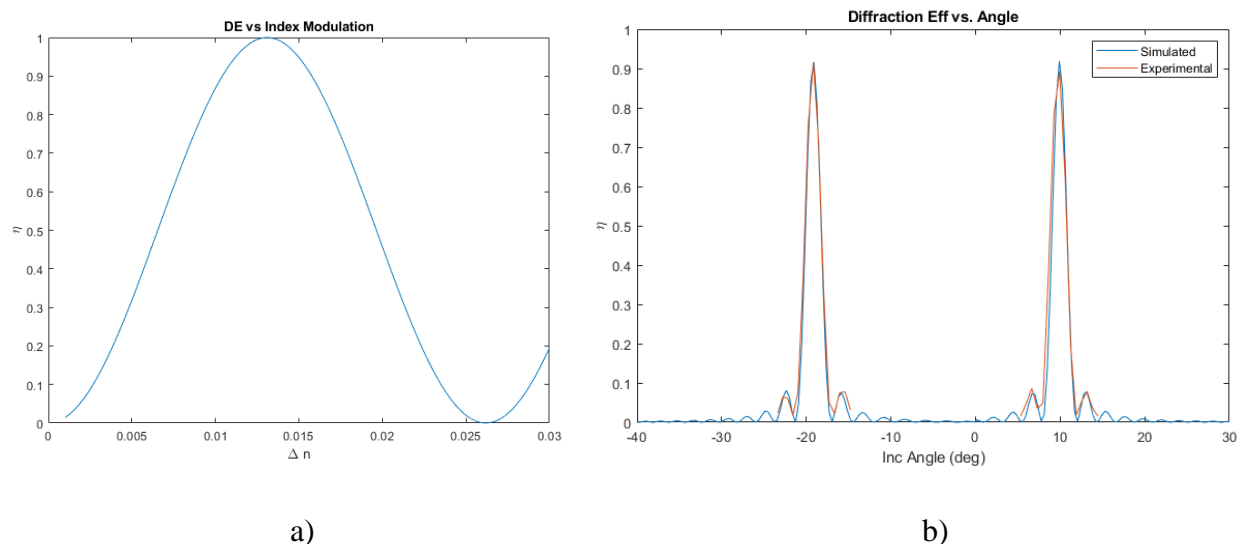 DE vs Index Modulation
1
0.9
0.8
0.7
0.6
0.5
0.4
0.3
0.2
0.1
0
η
0 0.005 0.01 0.015 0.02 0.025 0.03
Δ n
a)
Diffraction Eff vs. Angle
Simulated
Experimental
1
0.9
0.8
0.7
0.6
0.5
0.4
0.3
0.2
0.1
0
η
-40 -30 -20 -10 0 10 20 30
Inc Angle (deg)
b)